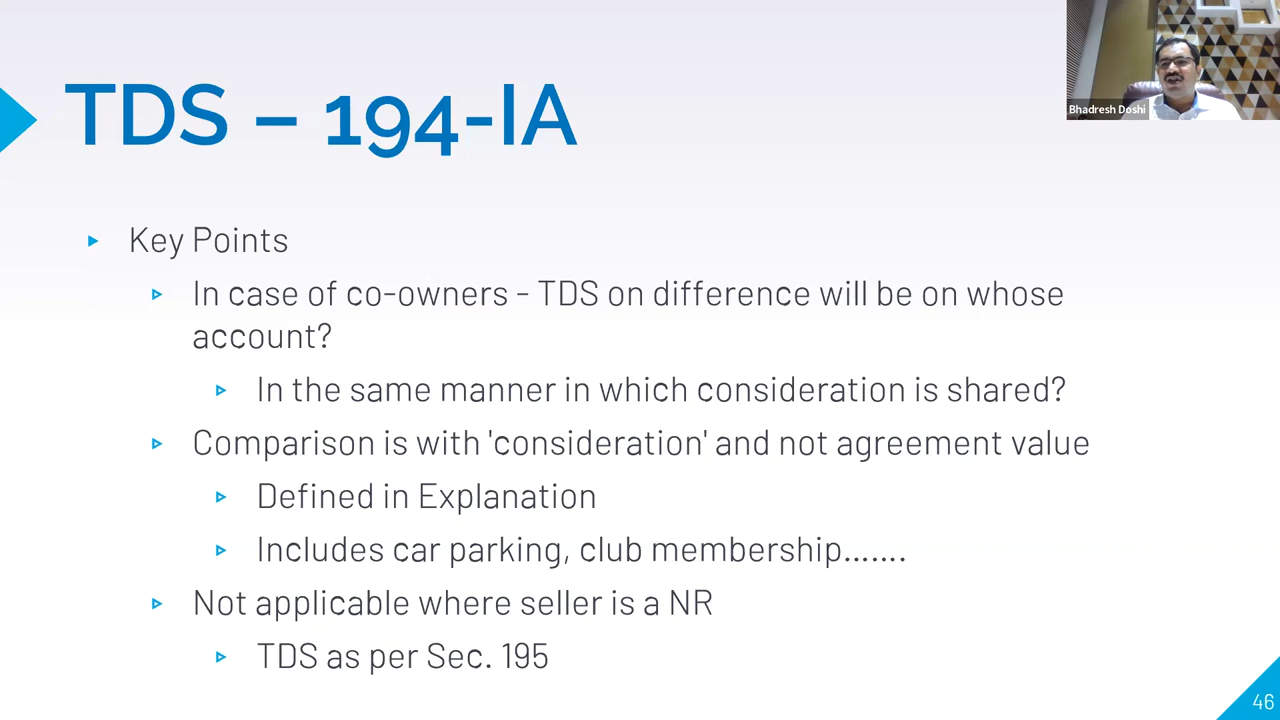 TDS – 194-IA
Bhadresh Doshi
Key Points
In case of co-owners - TDS on difference will be on whose
account?
In the same manner in which consideration is shared?
Comparison is with 'consideration' and not agreement value
Defined in Explanation
Includes car parking, club membership.......
Not applicable where seller is a NR
TDS as per Sec. 195
46